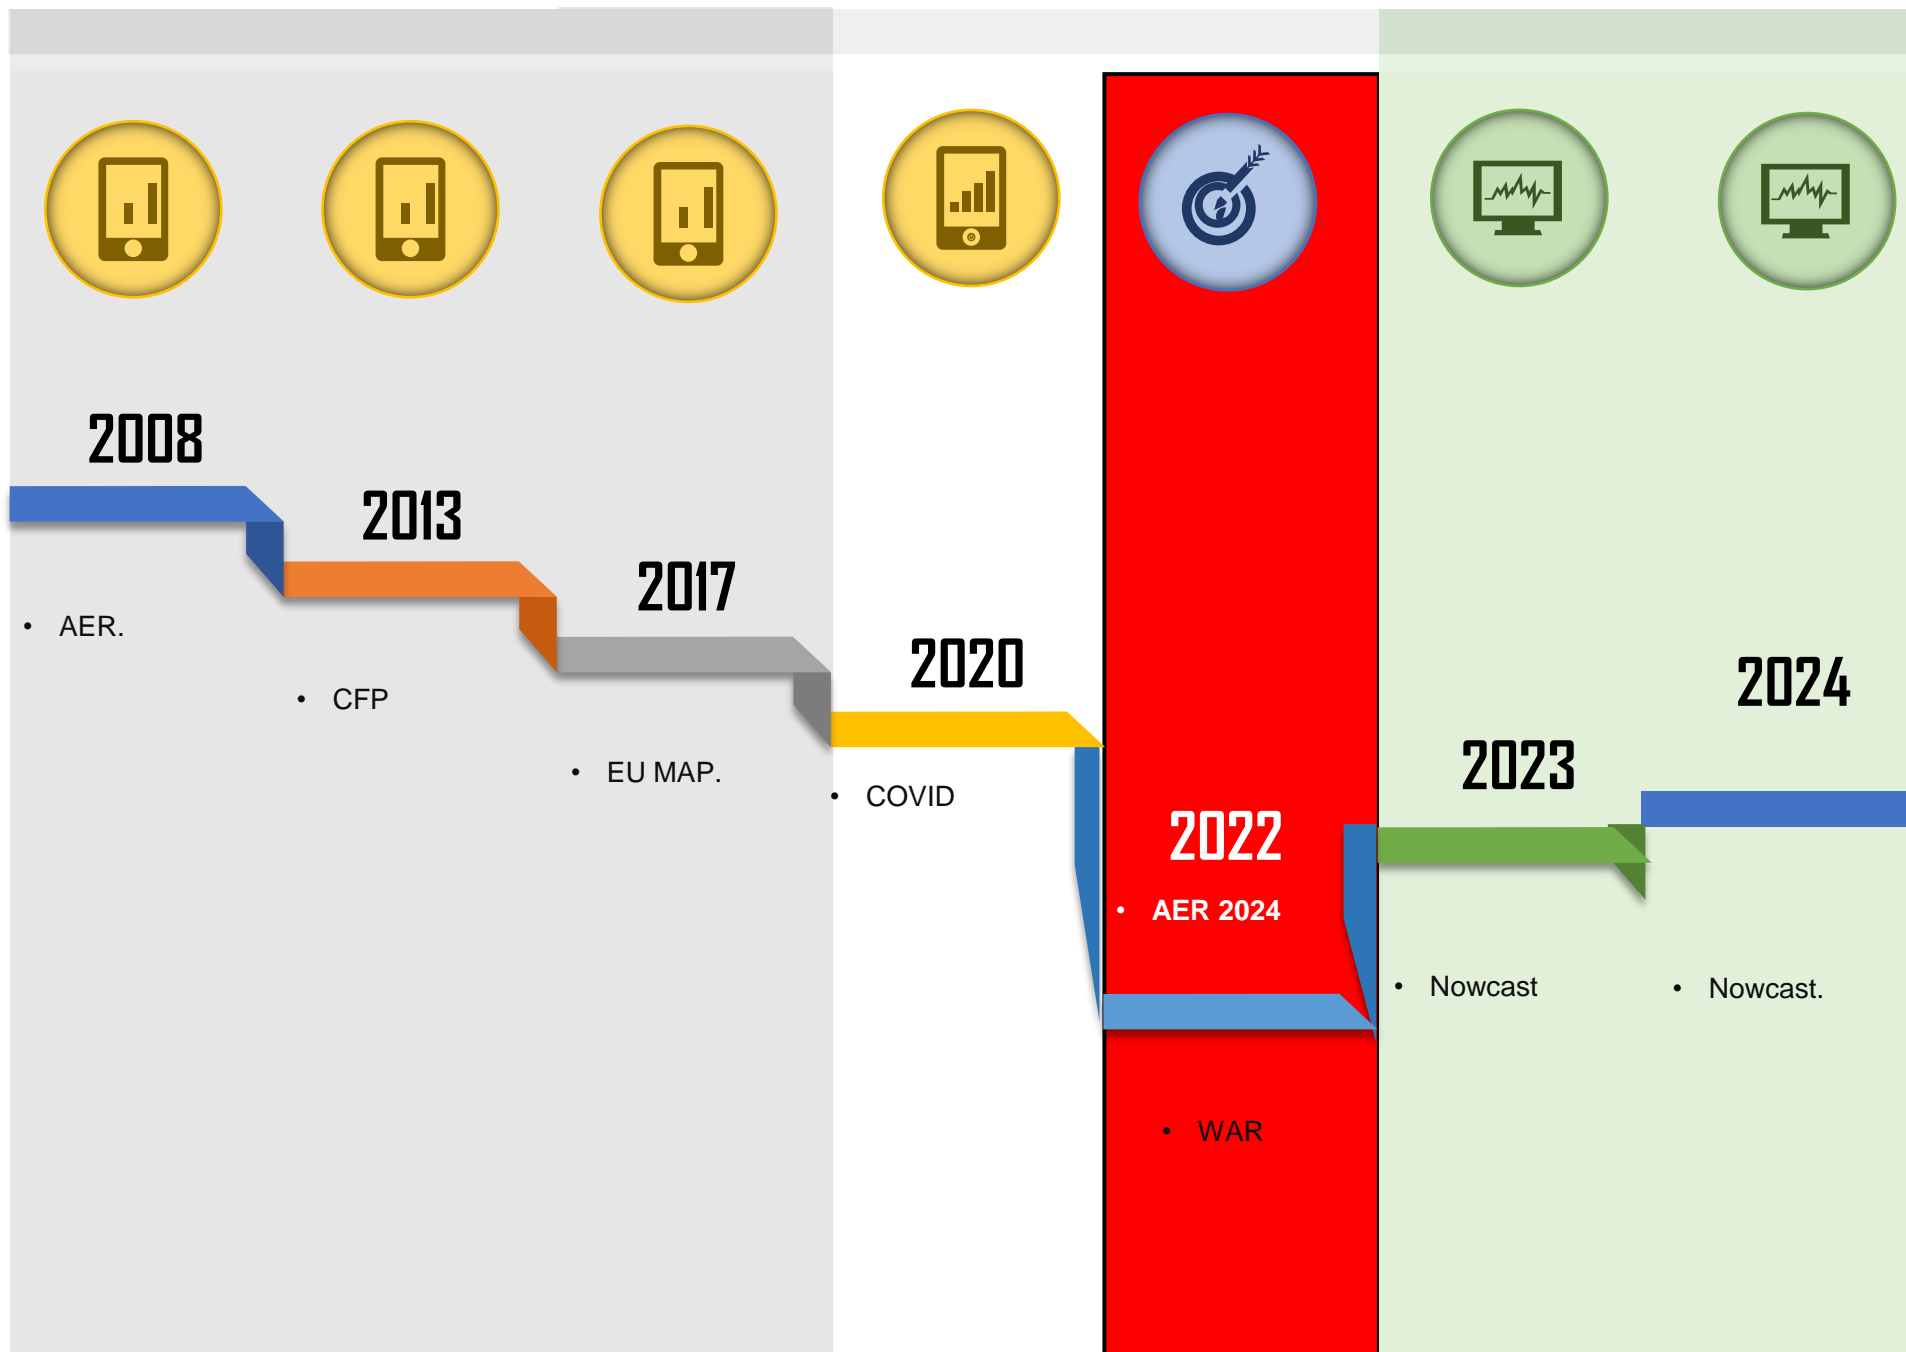 2008
• AER.
2013
• CFP
2017
• EU MAP.
2020
• COVID
2022
• AER 2024
• WAR
2023
• Nowcast
2024
• Nowcast.